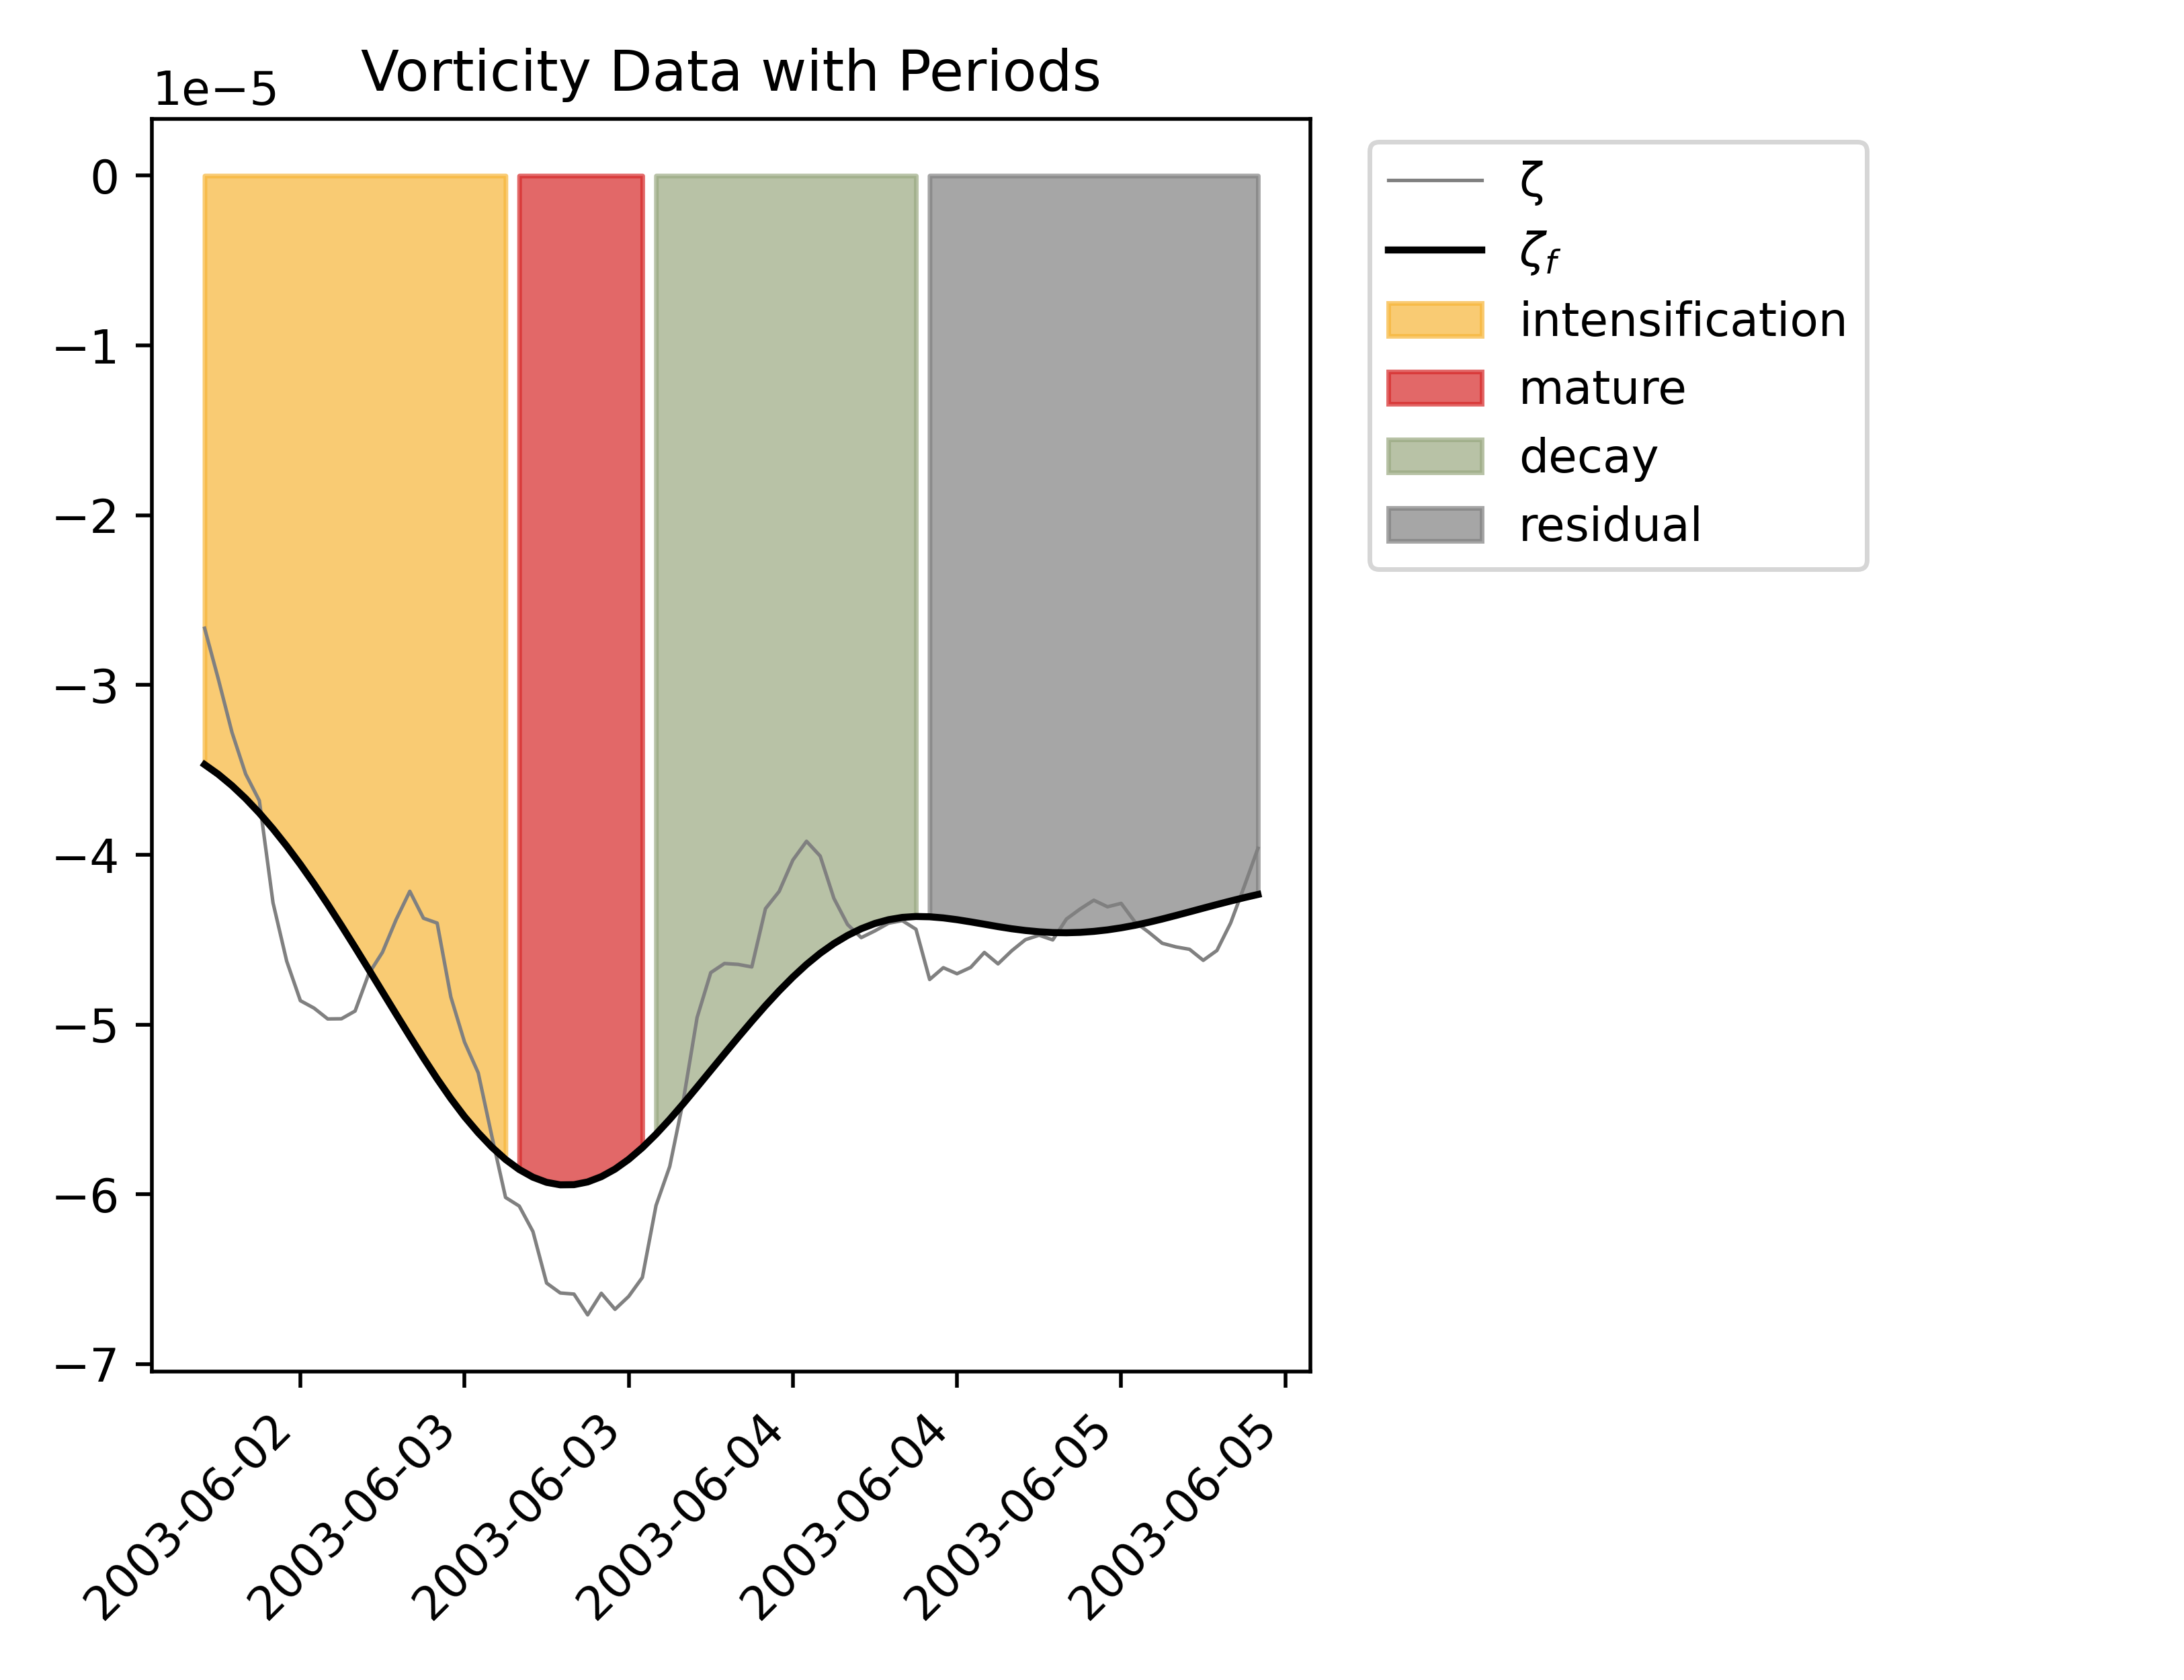 Vorticity Data with Periods
1e−5
0
−1
−2
−3
−4
−5
−6
−7
2003-06-02
2003-06-03
2003-06-03
2003-06-04
2003-06-04
2003-06-05
2003-06-05
ζ
ζf
intensification
mature
decay
residual